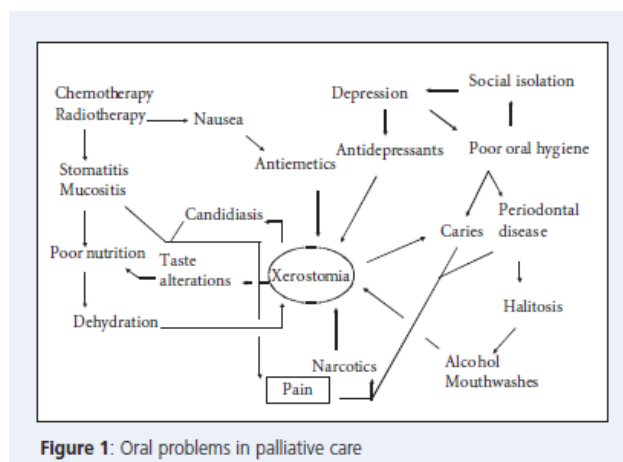 Chemotherapy
Radiotherapy
Nausea
Depression
Social isolation
Stomatitis
Mucositis
Antiemetics
Antidepressants
Poor oral hygiene
Candidiasis
Caries
Periodontal
disease
Poor nutrition
Taste
alterations
Xerostomia
Halitosis
Dehydration
Narcotics
Pain
Alcohol
Mouthwashes
Figure 1: Oral problems in palliative care